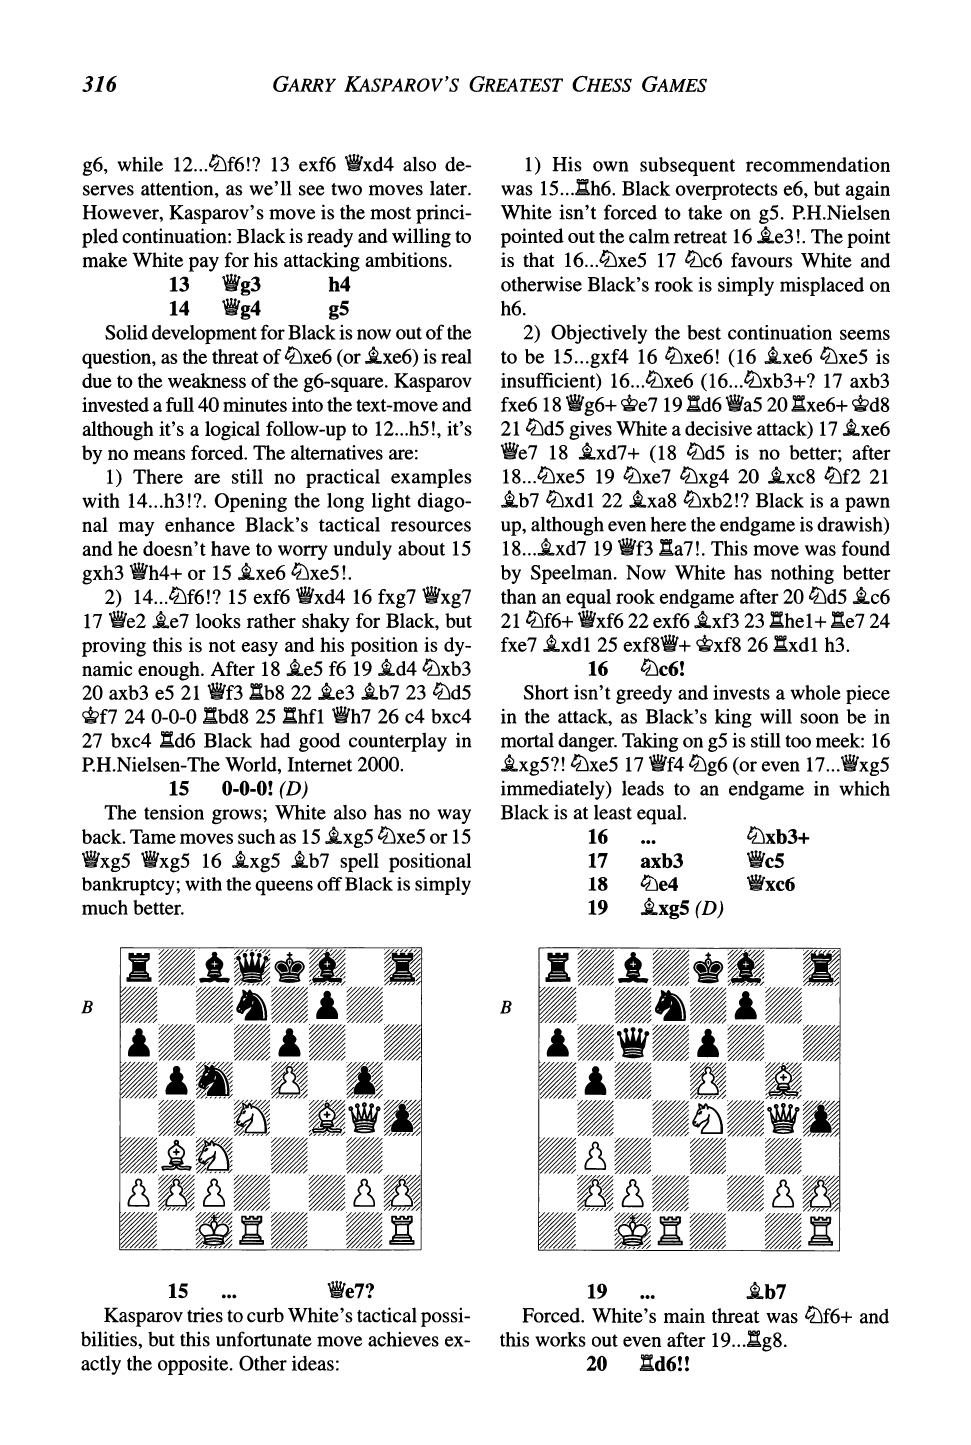 316
GARRY KASPAROV'S GREATEST CHESS GAMES
g6, while 12...♘f6!? 13 exf6 ♕xd4 also de-
serves attention, as we'll see two moves later.
However, Kasparov's move is the most princi-
pled continuation: Black is ready and willing to
make White pay for his attacking ambitions.
13 ♕g3 h4
14 ♕g4 g5
Solid development for Black is now out of the
question, as the threat of ♘xe6 (or ♗xe6) is real
due to the weakness of the g6-square. Kasparov
invested a full 40 minutes into the text-move and
although it's a logical follow-up to 12...h5!, it's
by no means forced. The alternatives are:
1) There are still no practical examples
with 14...h3!?. Opening the long light diago-
nal may enhance Black's tactical resources
and he doesn't have to worry unduly about 15
gxh3 ♕h4+ or 15 ♗xe6 ♘xe5!.
2) 14...♘f6!? 15 exf6 ♕xd4 16 fxg7 ♕xg7
17 ♕e2 ♗e7 looks rather shaky for Black, but
proving this is not easy and his position is dy-
namic enough. After 18 ♗e5 f6 19 ♗d4 ♘xb3
20 axb3 e5 21 ♕f3 ♖b8 22 ♗e3 ♗b7 23 ♘d5
♔f7 24 0-0-0 ♖bd8 25 ♖hf1 ♕h7 26 c4 bxc4
27 bxc4 ♖d6 Black had good counterplay in
P.H.Nielsen-The World, Internet 2000.
15 0-0-0! (D)
The tension grows; White also has no way
back. Tame moves such as 15 ♗xg5 ♘xe5 or 15
♕xg5 ♕xg5 16 ♗xg5 ♗b7 spell positional
bankruptcy; with the queens off Black is simply
much better.
B
15 ... ♕e7?
Kasparov tries to curb White's tactical possi-
bilities, but this unfortunate move achieves ex-
actly the opposite. Other ideas:
1) His own subsequent recommendation
was 15...♖h6. Black overprotects e6, but again
White isn't forced to take on g5. P.H.Nielsen
pointed out the calm retreat 16 ♗e3!. The point
is that 16...♘xe5 17 ♘c6 favours White and
otherwise Black's rook is simply misplaced on
h6.
2) Objectively the best continuation seems
to be 15...gxf4 16 ♘xe6! (16 ♗xe6 ♘xe5 is
insufficient) 16...♘xe6 (16...♘xb3+? 17 axb3
fxe6 18 ♕g6+ ♔e7 19 ♖d6 ♕a5 20 ♖xe6+ ♔d8
21 ♘d5 gives White a decisive attack) 17 ♗xe6
♕e7 18 ♗xd7+ (18 ♘d5 is no better; after
18...♘xe5 19 ♘xe7 ♘xg4 20 ♗xc8 ♘f2 21
♗b7 ♘xd1 22 ♗xa8 ♘xb2!? Black is a pawn
up, although even here the endgame is drawish)
18...♗xd7 19 ♕f3 ♖a7!. This move was found
by Speelman. Now White has nothing better
than an equal rook endgame after 20 ♘d5 ♗c6
21 ♘f6+ ♕xf6 22 exf6 ♗xf3 23 ♖he1+ ♖e7 24
fxe7 ♗xd1 25 exf8♕+ ♔xf8 26 ♖xd1 h3.
16 ♘c6!
Short isn't greedy and invests a whole piece
in the attack, as Black's king will soon be in
mortal danger. Taking on g5 is still too meek: 16
♗xg5?! ♘xe5 17 ♕f4 ♘g6 (or even 17...♕xg5
immediately) leads to an endgame in which
Black is at least equal.
16 ... ♘xb3+
17 axb3 ♕c5
18 ♘e4 ♕xc6
19 ♗xg5 (D)
B
19 ... ♗b7
Forced. White's main threat was ♘f6+ and
this works out even after 19...♖g8.
20 ♖d6!!